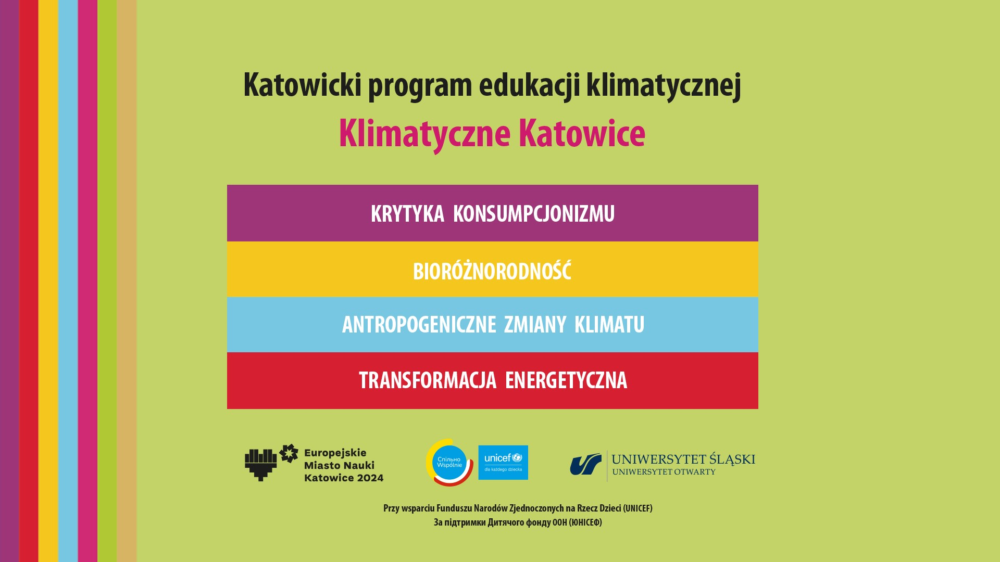 Katowicki program edukacji klimatycznej
Klimatyczne Katowice
KRYTYKA KONSUMPCJONIZMU
BIORÓŻNORODNOŚĆ
ANTROPOGENICZNE ZMIANY KLIMATU
TRANSFORMACJA ENERGETYCZNA
Europejskie
Miasto Nauki
Katowice 2024
Спільно
Wspólnie
unicef
dla każdego dziecka
UNIWERSYTET ŚLĄSKI
UNIWERSYTET OTWARTY
Przy wsparciu Funduszu Narodów Zjednoczonych na Rzecz Dzieci (UNICEF)
За підтримки Дитячого фонду ООН (ЮНІСЕФ)